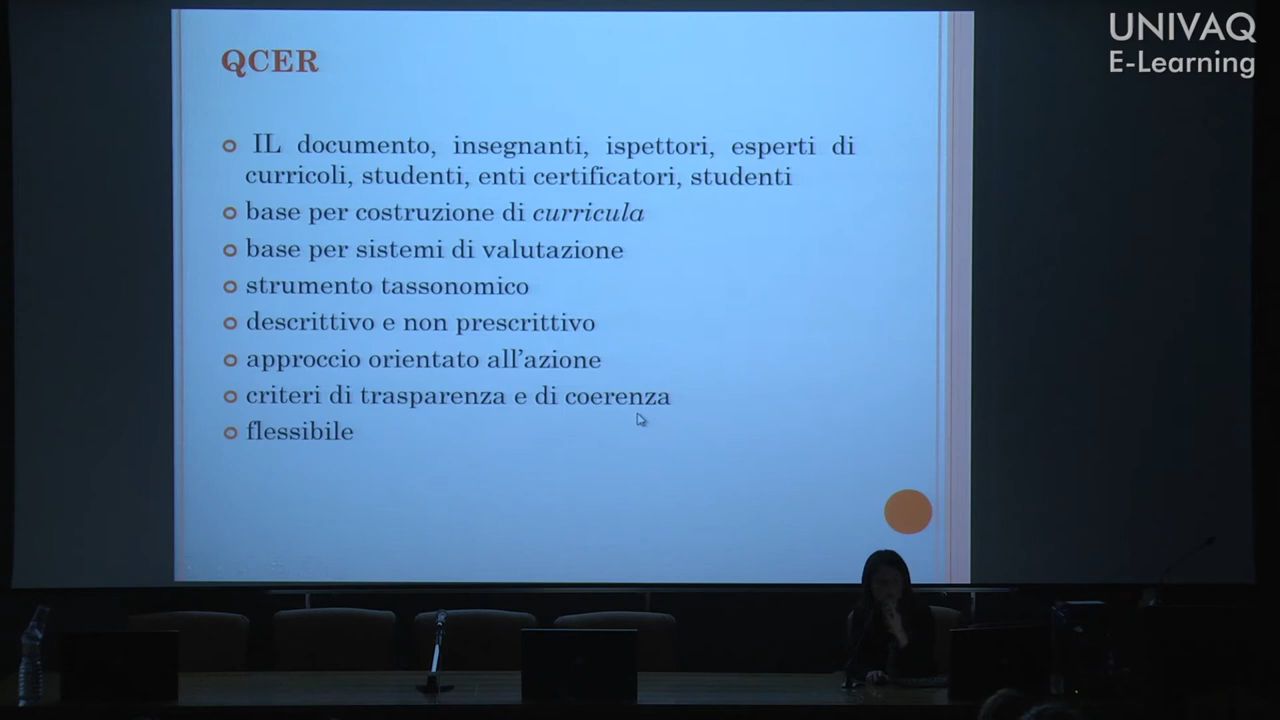 UNIVAQ
E-Learning
QCER
IL documento, insegnanti, ispettori, esperti di
curricoli, studenti, enti certificatori, studenti
base per costruzione di curricula
base per sistemi di valutazione
strumento tassonomico
descrittivo e non prescrittivo
approccio orientato all'azione
criteri di trasparenza e di coerenza
flessibile